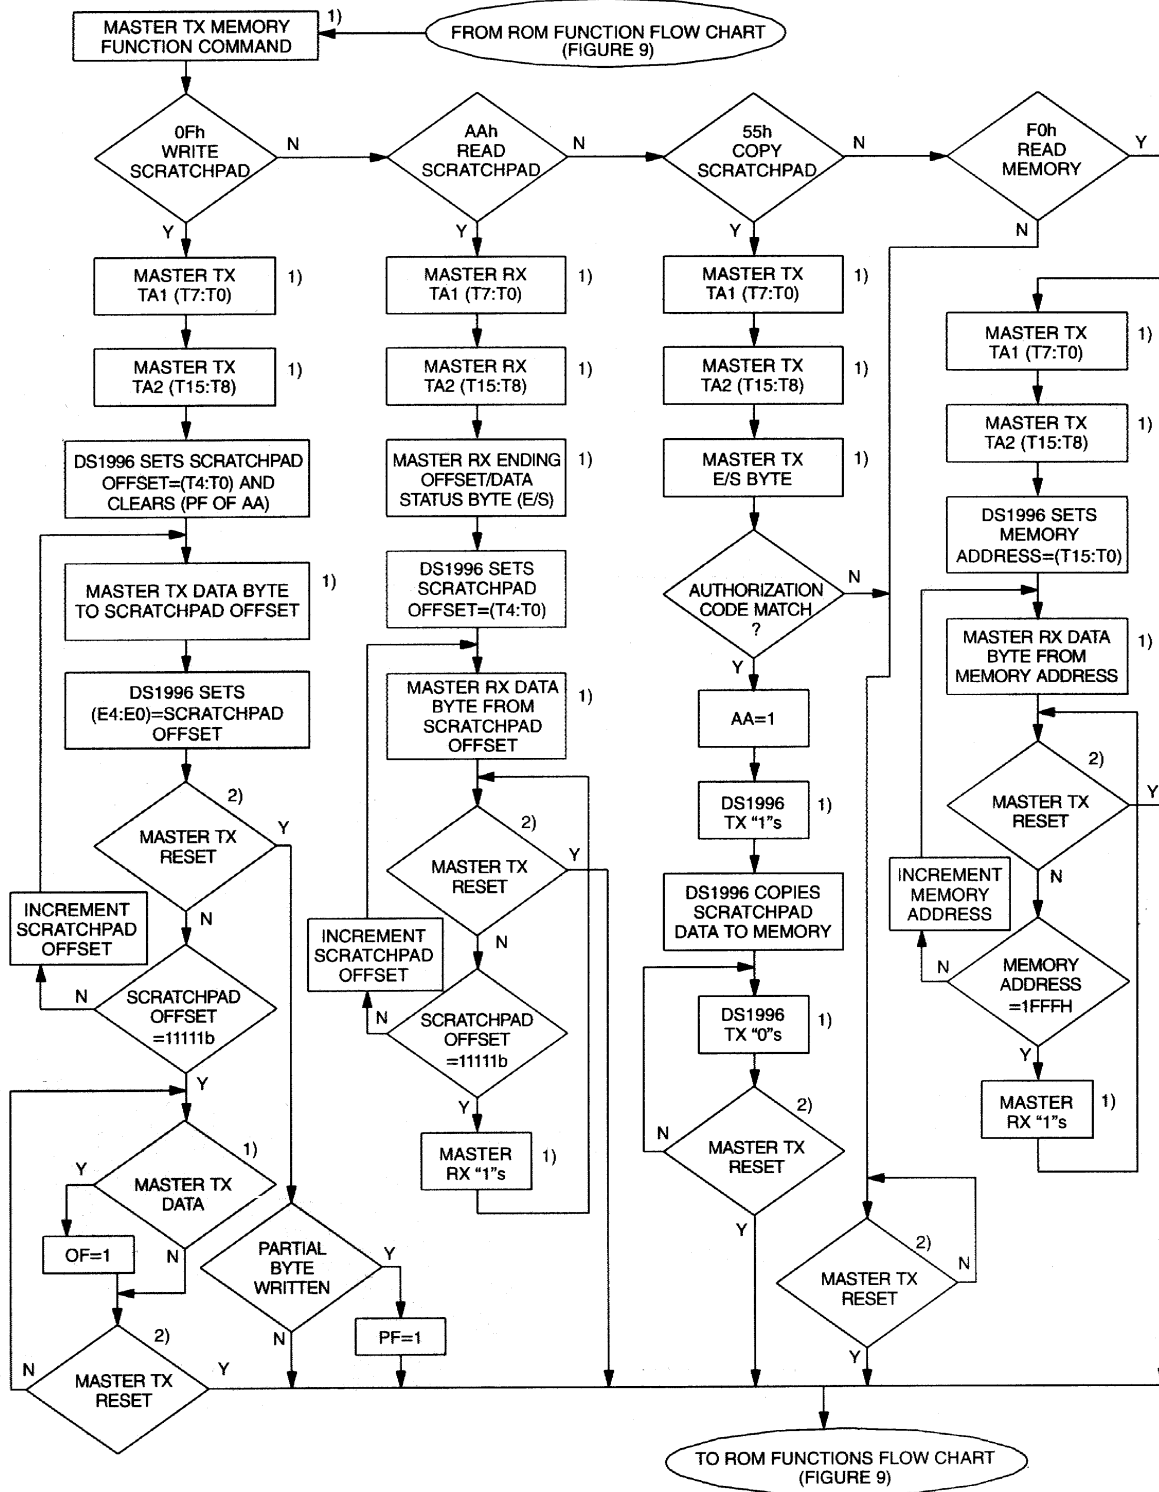 MASTER TX MEMORY
FUNCTION COMMAND
1)
FROM ROM FUNCTION FLOW CHART
(FIGURE 9)
0Fh
WRITE
SCRATCHPAD
N
Y
AAh
READ
SCRATCHPAD
N
Y
55h
COPY
SCRATCHPAD
N
Y
F0h
READ
MEMORY
Y
N
MASTER TX
TA1 (T7:T0)
1)
MASTER TX
TA2 (T15:T8)
1)
DS1996 SETS SCRATCHPAD
OFFSET=(T4:T0) AND
CLEARS (PF OF AA)
MASTER TX DATA BYTE
TO SCRATCHPAD OFFSET
1)
DS1996 SETS
(E4:E0)=SCRATCHPAD
OFFSET
2)
MASTER TX
RESET
Y
N
INCREMENT
SCRATCHPAD
OFFSET
N
SCRATCHPAD
OFFSET
=11111b
Y
1)
Y
MASTER TX
DATA
N
OF=1
2)
N
MASTER TX
RESET
Y
PARTIAL
BYTE
WRITTEN
Y
N
PF=1
MASTER RX
TA1 (T7:T0)
1)
MASTER RX
TA2 (T15:T8)
1)
MASTER RX ENDING
OFFSET/DATA
STATUS BYTE (E/S)
1)
DS1996 SETS
SCRATCHPAD
OFFSET=(T4:T0)
MASTER RX DATA
BYTE FROM
SCRATCHPAD
OFFSET
1)
2)
MASTER TX
RESET
Y
N
INCREMENT
SCRATCHPAD
OFFSET
N
SCRATCHPAD
OFFSET
=11111b
Y
MASTER
RX “1”s
1)
MASTER TX
TA1 (T7:T0)
1)
MASTER TX
TA2 (T15:T8)
1)
MASTER TX
E/S BYTE
1)
AUTHORIZATION
CODE MATCH
?
N
Y
AA=1
DS1996
TX “1”s
1)
DS1996 COPIES
SCRATCHPAD
DATA TO MEMORY
DS1996
TX “0”s
1)
2)
N
MASTER TX
RESET
Y
2)
MASTER TX
RESET
N
Y
MASTER TX
TA1 (T7:T0)
1)
MASTER TX
TA2 (T15:T8)
1)
DS1996 SETS
MEMORY
ADDRESS=(T15:T0)
MASTER RX DATA
BYTE FROM
MEMORY ADDRESS
1)
2)
MASTER TX
RESET
Y
N
INCREMENT
MEMORY
ADDRESS
N
MEMORY
ADDRESS
=1FFFH
Y
MASTER
RX “1”s
1)
TO ROM FUNCTIONS FLOW CHART
(FIGURE 9)